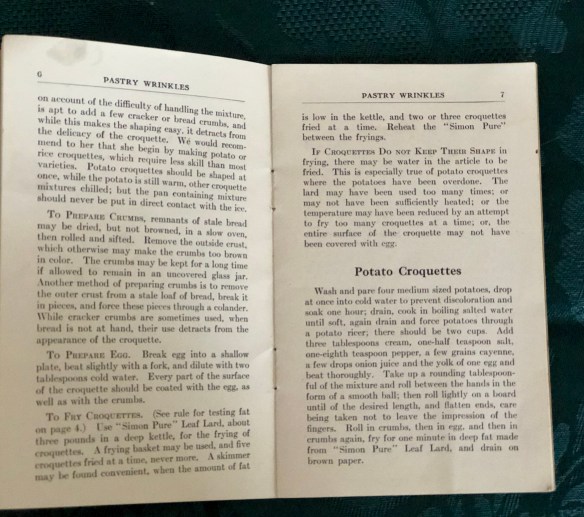 6
PASTRY WRINKLES
on account of the difficulty of handling the mixture,
is apt to add a few cracker or bread crumbs, and
while this makes the shaping easy, it detracts from
the delicacy of the croquette. We would recom-
mend to her that she begin by making potato or
rice croquettes, which require less skill than most
varieties. Potato croquettes should be shaped at
once, while the potato is still warm, other croquette
mixtures chilled; but the pan containing mixture
should never be put in direct contact with the ice.
To Prepare Crumbs, remnants of stale bread
may be dried, but not browned, in a slow oven,
then rolled and sifted. Remove the outside crust,
which otherwise may make the crumbs too brown
in color. The crumbs may be kept for a long time
if allowed to remain in an uncovered glass jar.
Another method of preparing crumbs is to remove
the outer crust from a stale loaf of bread, break it
in pieces, and force these pieces through a colander.
While cracker crumbs are sometimes used, when
bread is not at hand, their use detracts from the
appearance of the croquette.
To Prepare Egg. Break egg into a shallow
plate, beat slightly with a fork, and dilute with two
tablespoons cold water. Every part of the surface
of the croquette should be coated with the egg, as
well as with the crumbs.
To Fry Croquettes. (See rule for testing fat
on page 4.) Use "Simon Pure" Leaf Lard, about
three pounds in a deep kettle, for the frying of
croquettes. A frying basket may be used, and five
croquettes fried at a time, never more. A skimmer
may be found convenient, when the amount of fat
PASTRY WRINKLES
7
is low in the kettle, and two or three croquettes
fried at a time. Reheat the "Simon Pure"
between the fryings.
If Croquettes Do not Keep Their Shape in
frying, there may be water in the article to be
fried. This is especially true of potato croquettes
where the potatoes have been overdone. The
lard may have been used too many times; or
may not have been sufficiently heated; or the
temperature may have been reduced by an attempt
to fry too many croquettes at a time; or, the
entire surface of the croquette may not have
been covered with egg.
Potato Croquettes
Wash and pare four medium sized potatoes, drop
at once into cold water to prevent discoloration and
soak one hour; drain, cook in boiling salted water
until soft, again drain and force potatoes through
a potato ricer; there should be two cups. Add
three tablespoons cream, one-half teaspoon salt,
one-eighth teaspoon pepper, a few grains cayenne,
a few drops onion juice and the yolk of one egg and
beat thoroughly. Take up a rounding tablespoon-
ful of the mixture and roll between the hands in the
form of a smooth ball; then roll lightly on a board
until of the desired length, and flatten ends, care
being taken not to leave the impression of the
fingers. Roll in crumbs, then in egg, and then in
crumbs again, fry for one minute in deep fat made
from "Simon Pure" Leaf Lard, and drain on
brown paper.